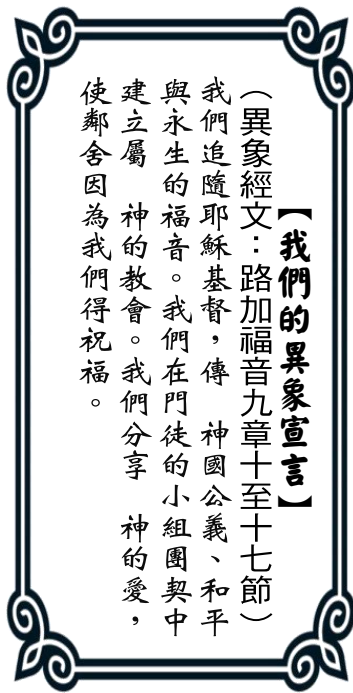 【我們的異象宣言】
（異象經文：路加福音九章十至十七節）
我們追隨耶穌基督，傳　神國公義、和平
與永生的福音。我們在門徒的小組團契中
建立屬　神的教會。我們分享　神的愛，
使鄰舍因為我們得祝福。